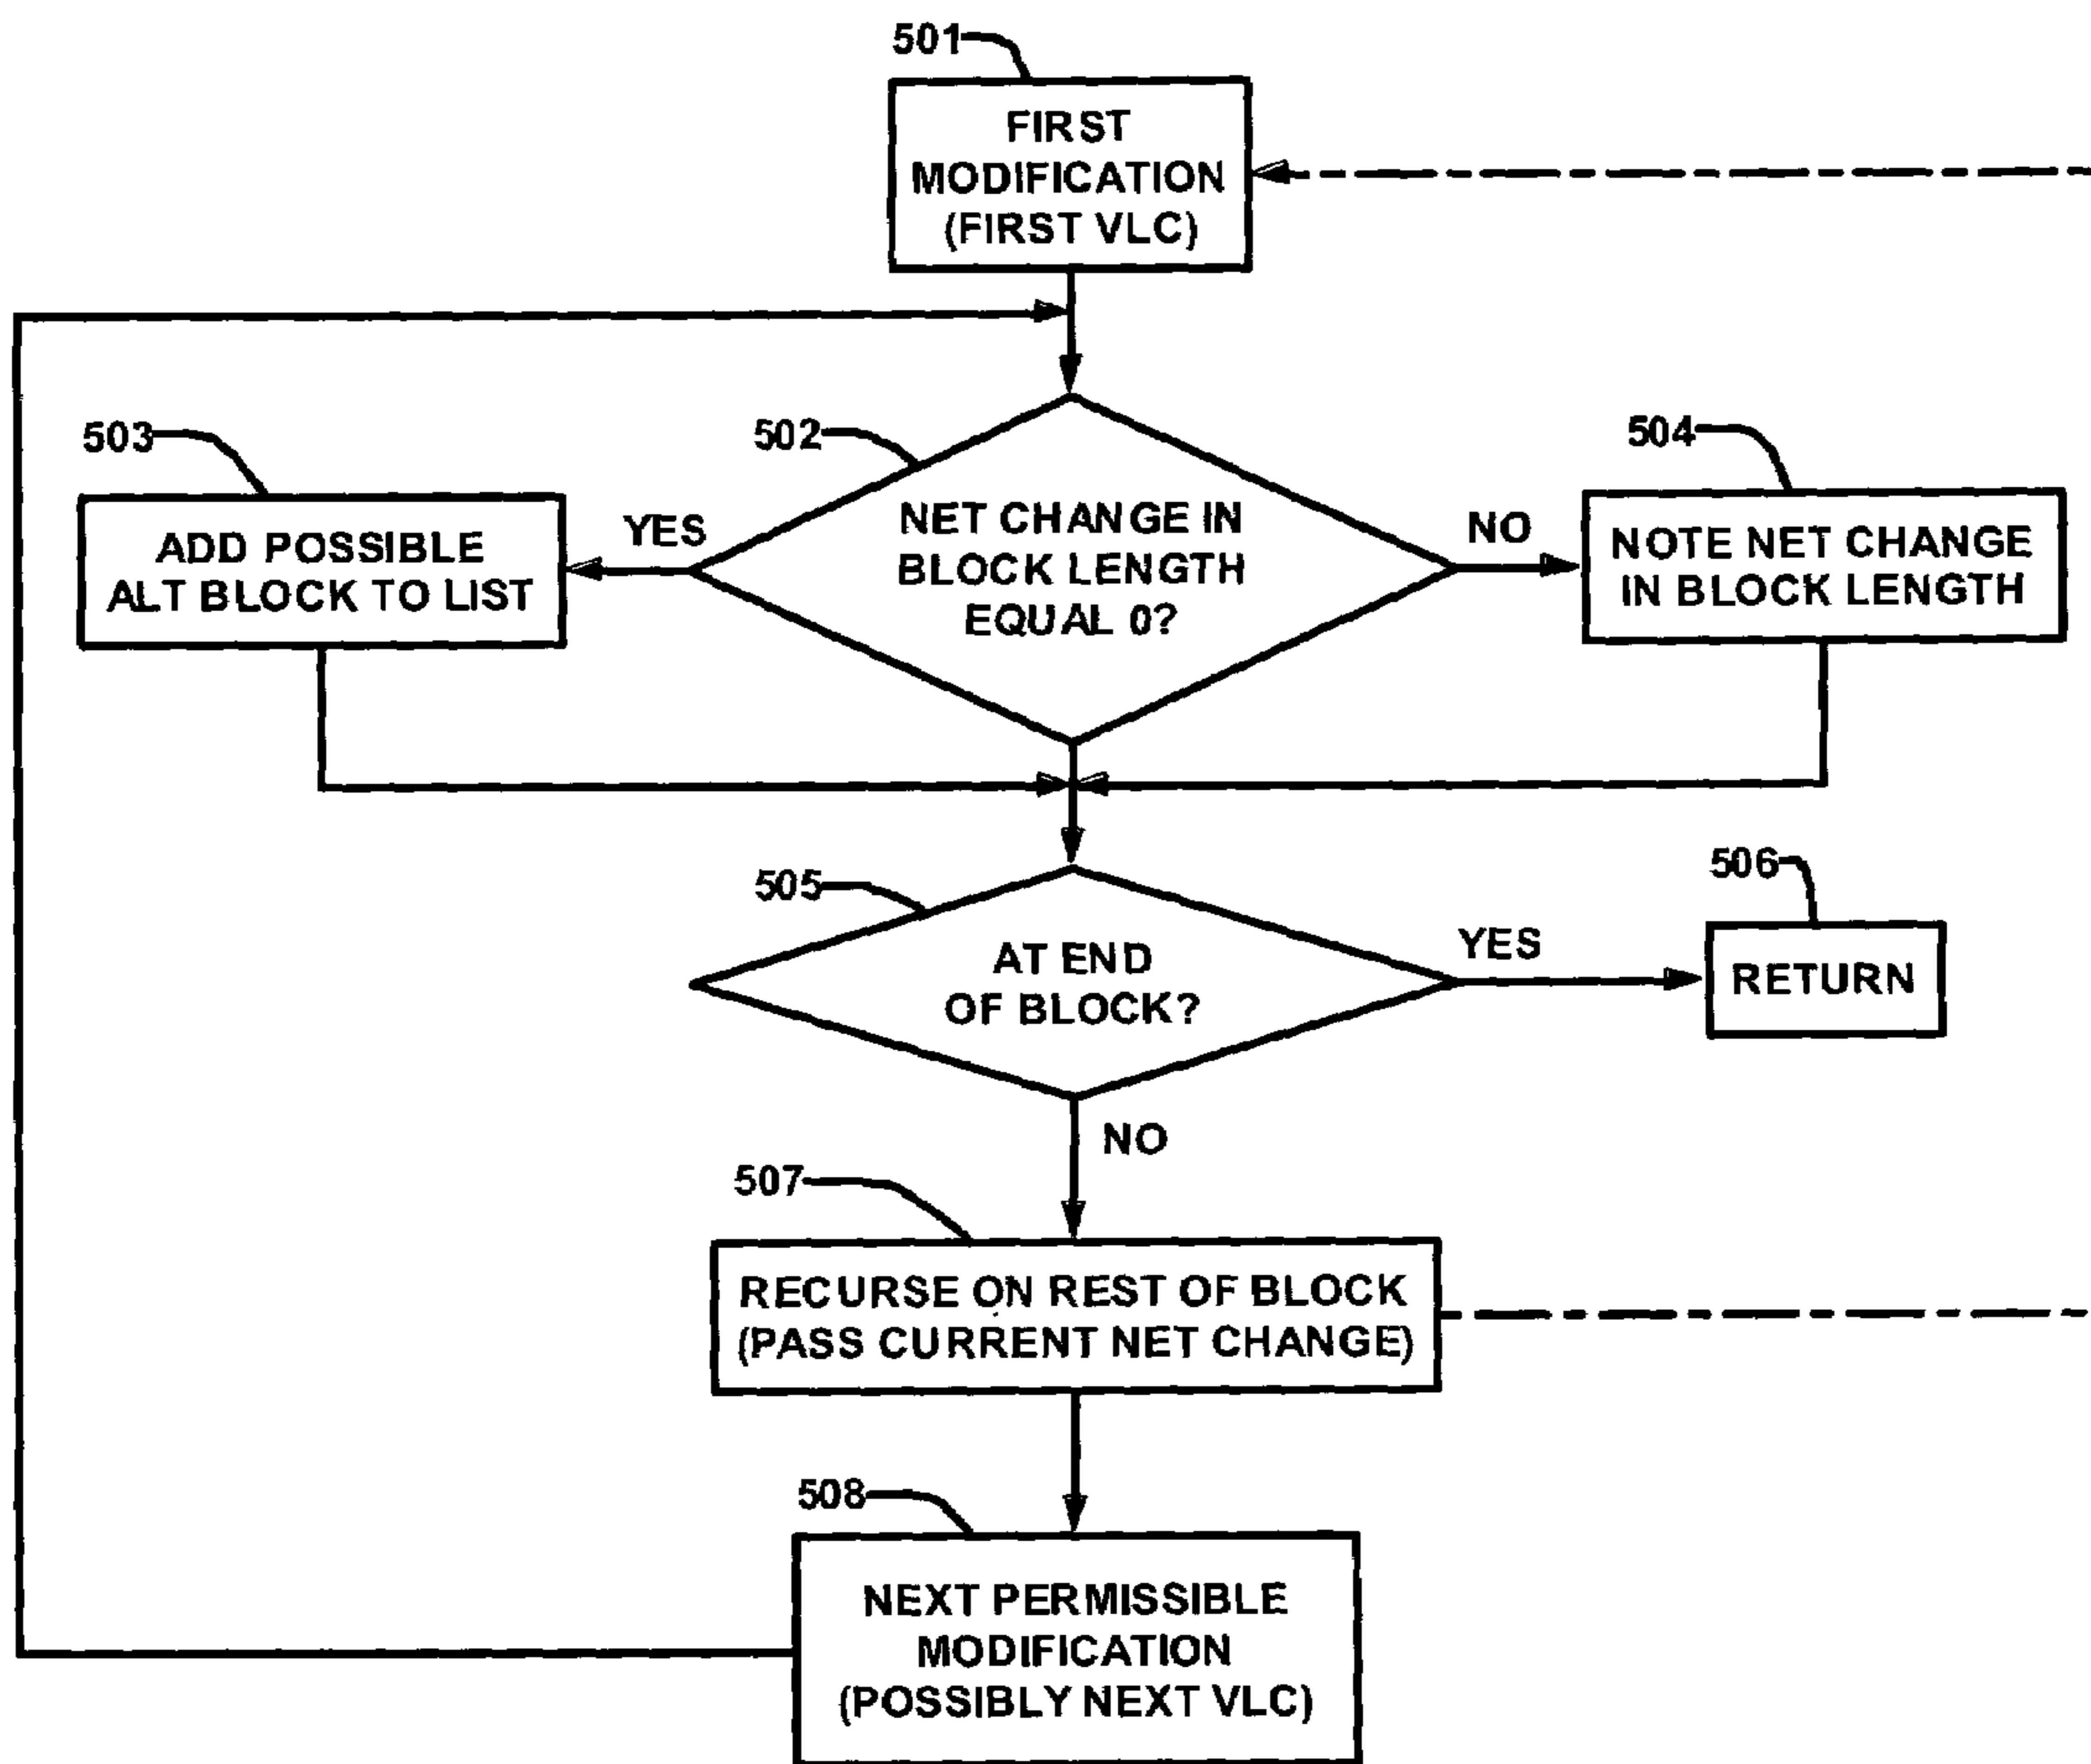 501
FIRST
MODIFICATION
(FIRST VLC)
503
502
504
ADD POSSIBLE
ALT BLOCK TO LIST
YES
NET CHANGE IN
BLOCK LENGTH
EQUAL 0?
NO
NOTE NET CHANGE
IN BLOCK LENGTH
505
AT END
OF BLOCK?
YES
506
RETURN
NO
507
RECURSE ON REST OF BLOCK
(PASS CURRENT NET CHANGE)
508
NEXT PERMISSIBLE
MODIFICATION
(POSSIBLY NEXT VLC)